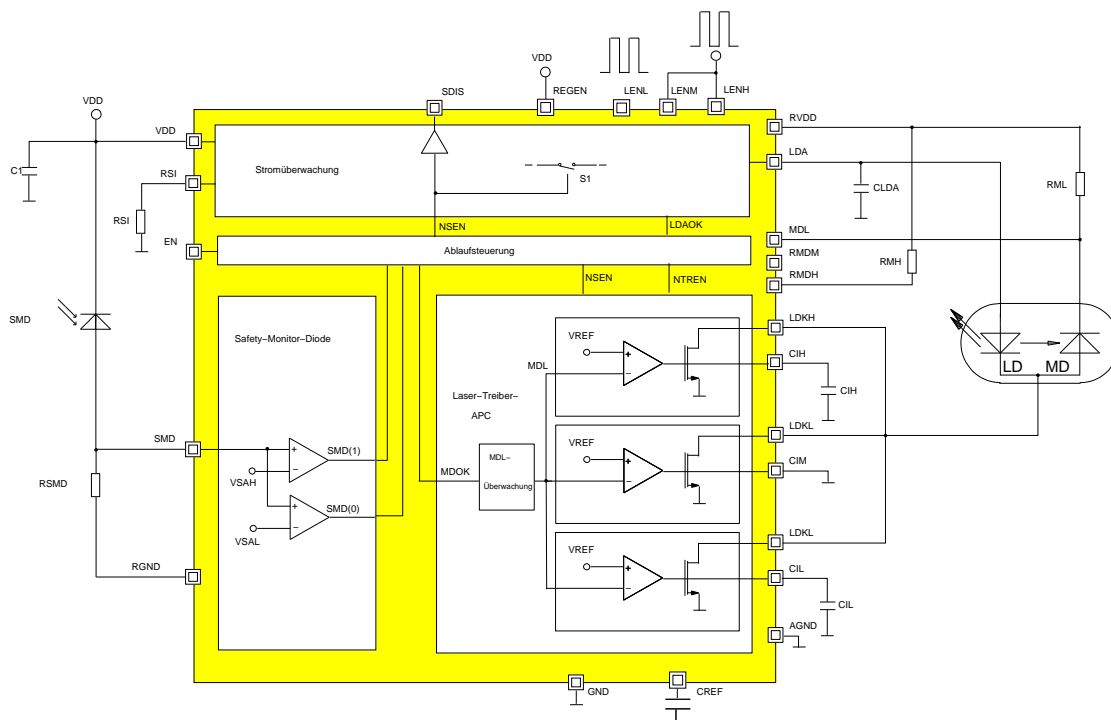 VDD
REGEN
LENL
LENM
LENH
SDIS
VDD
VDD
RVDD
C1
RSI
Stromüberwachung
S1
LDA
CLDA
RML
RSI
NSEN
LDAOK
EN
Ablaufsteuerung
MDL
RMDM
RMH
NSEN
NTREN
RMDH
SMD
Safety-Monitor-Diode
VREF
+
−
MDL
LDKH
CIH
CIH
LD
MD
Laser-Treiber-
APC
SMD
VREF
+
−
LDKL
+
−
SMD(1)
VSAH
MDL-
Überwachung
MDOK
CIM
RSMD
+
−
SMD(0)
VSAL
VREF
+
−
LDKL
RGND
CIL
CIL
AGND
GND
CREF